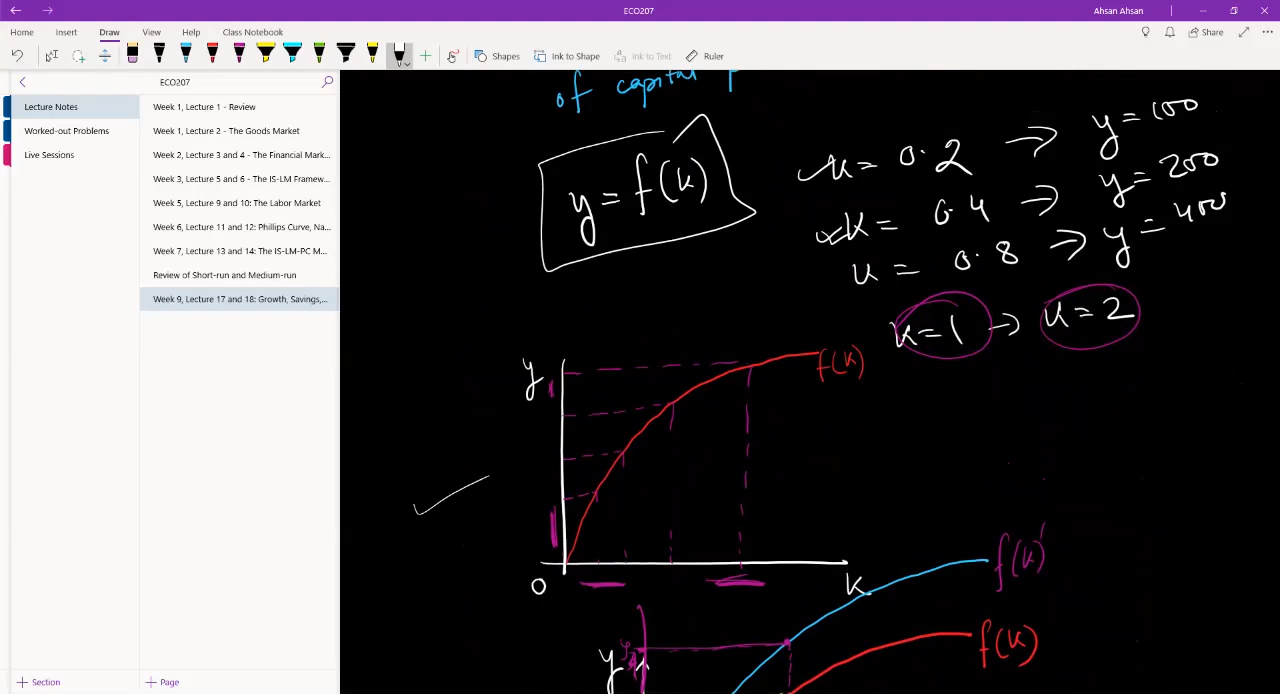 ECO207
Ahsan Ahsan
Home Insert Draw View Help Class Notebook
Share
Shapes Ink to Shape Ink to Text Ruler
ECO207
Lecture Notes
Worked-out Problems
Live Sessions
Week 1, Lecture 1 - Review
Week 1, Lecture 2 - The Goods Market
Week 2, Lecture 3 and 4 - The Financial Mark...
Week 3, Lecture 5 and 6 - The IS-LM Framew...
Week 5, Lecture 9 and 10: The Labor Market
Week 6, Lecture 11 and 12: Phillips Curve, Na...
Week 7, Lecture 13 and 14: The IS-LM-PC M...
Review of Short-run and Medium-run
Week 9, Lecture 17 and 18: Growth, Savings,...
+ Section
+ Page
of capital p
y = f(k)
k = 0.2 → y = 100
k = 0.4 → y = 200
k = 0.8 → y = 400
k = 1 → k = 2
y
f(k)
0
k
f(k)'
y
f(k)